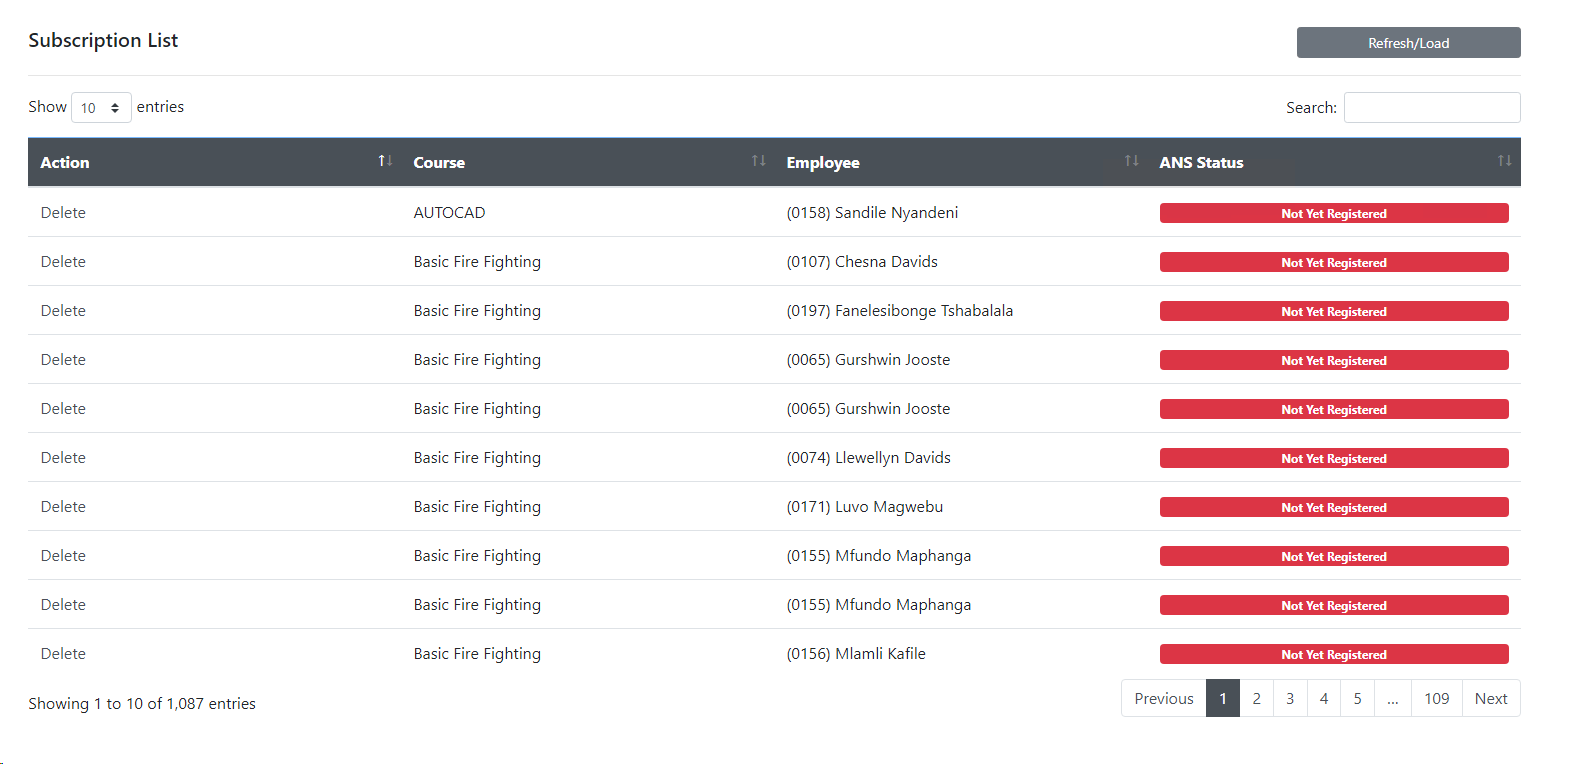 Subscription List
Refresh/Load
Show 10 entries
Search:
Action Course Employee ANS Status
Delete AUTOCAD (0158) Sandile Nyandeni Not Yet Registered
Delete Basic Fire Fighting (0107) Chesna Davids Not Yet Registered
Delete Basic Fire Fighting (0197) Fanelesibonge Tshabalala Not Yet Registered
Delete Basic Fire Fighting (0065) Gurshwin Jooste Not Yet Registered
Delete Basic Fire Fighting (0065) Gurshwin Jooste Not Yet Registered
Delete Basic Fire Fighting (0074) Llewellyn Davids Not Yet Registered
Delete Basic Fire Fighting (0171) Luvo Magwebu Not Yet Registered
Delete Basic Fire Fighting (0155) Mfundo Maphanga Not Yet Registered
Delete Basic Fire Fighting (0155) Mfundo Maphanga Not Yet Registered
Delete Basic Fire Fighting (0156) Mlamli Kafile Not Yet Registered
Showing 1 to 10 of 1,087 entries
Previous 1 2 3 4 5 ... 109 Next